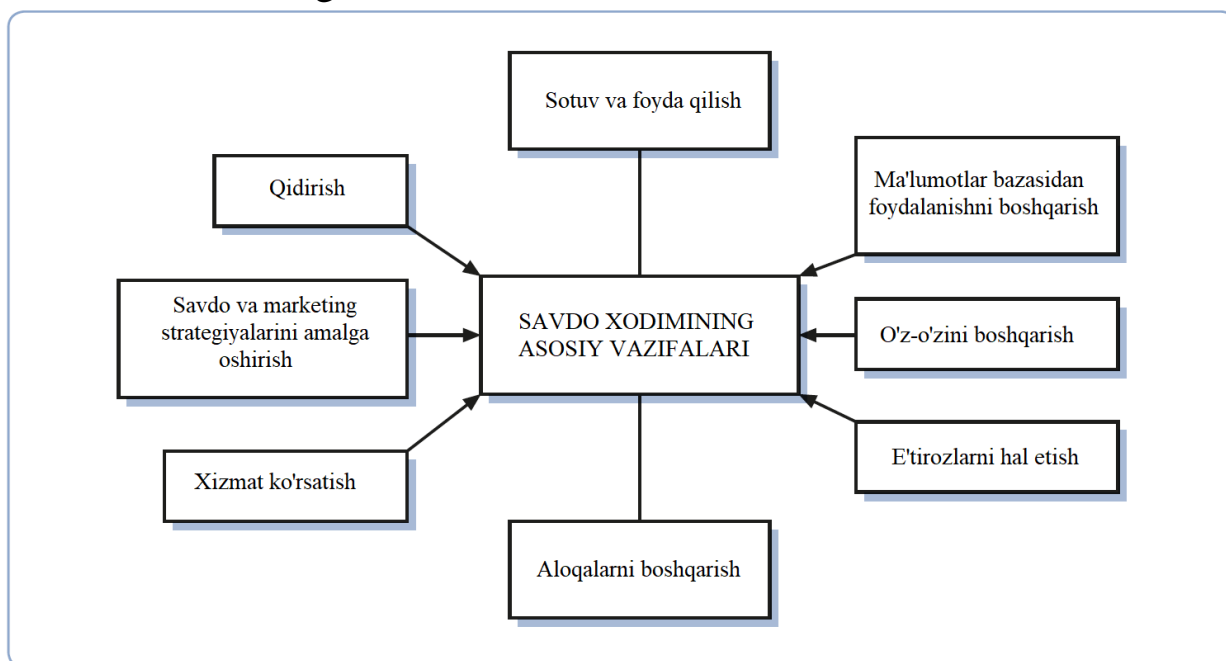 Sotuv va foyda qilish
Qidirish
Ma'lumotlar bazasidan
foydalanishni boshqarish
Savdo va marketing
strategiyalarini amalga
oshirish
SAVDO XODIMINING
ASOSIY VAZIFALARI
O'z-o'zini boshqarish
Xizmat ko'rsatish
E'tirozlarni hal etish
Aloqalarni boshqarish